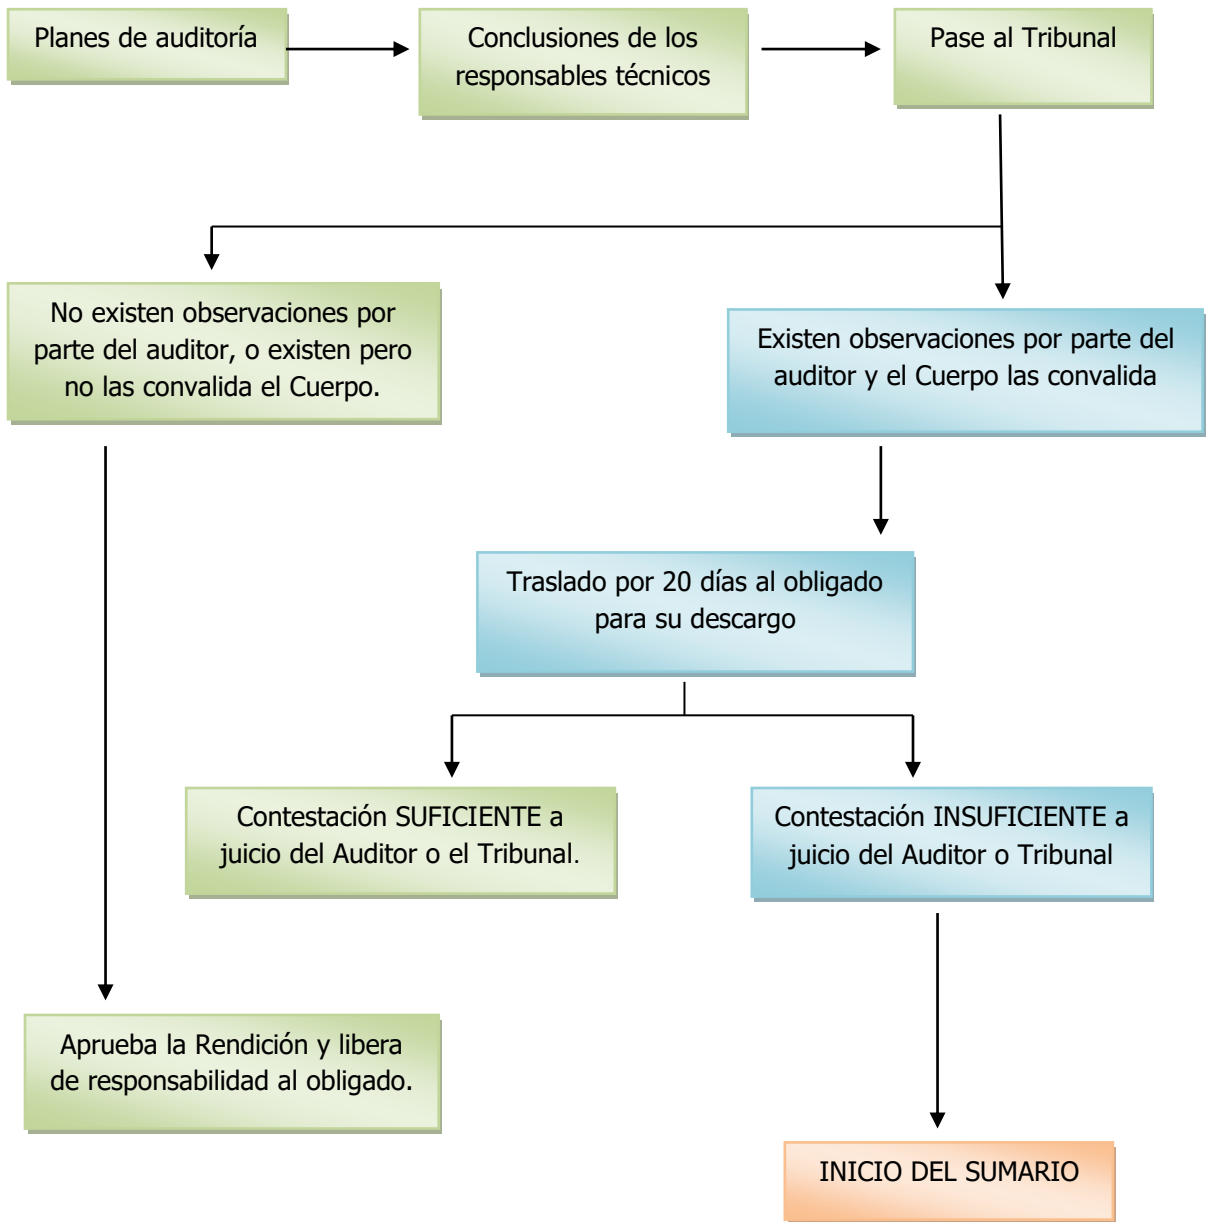 Planes de auditoría
Conclusiones de los
responsables técnicos
Pase al Tribunal
No existen observaciones por
parte del auditor, o existen pero
no las convalida el Cuerpo.
Existen observaciones por parte del
auditor y el Cuerpo las convalida
Traslado por 20 días al obligado
para su descargo
Contestación SUFICIENTE a
juicio del Auditor o el Tribunal.
Contestación INSUFICIENTE a
juicio del Auditor o Tribunal
Aprueba la Rendición y libera
de responsabilidad al obligado.
INICIO DEL SUMARIO